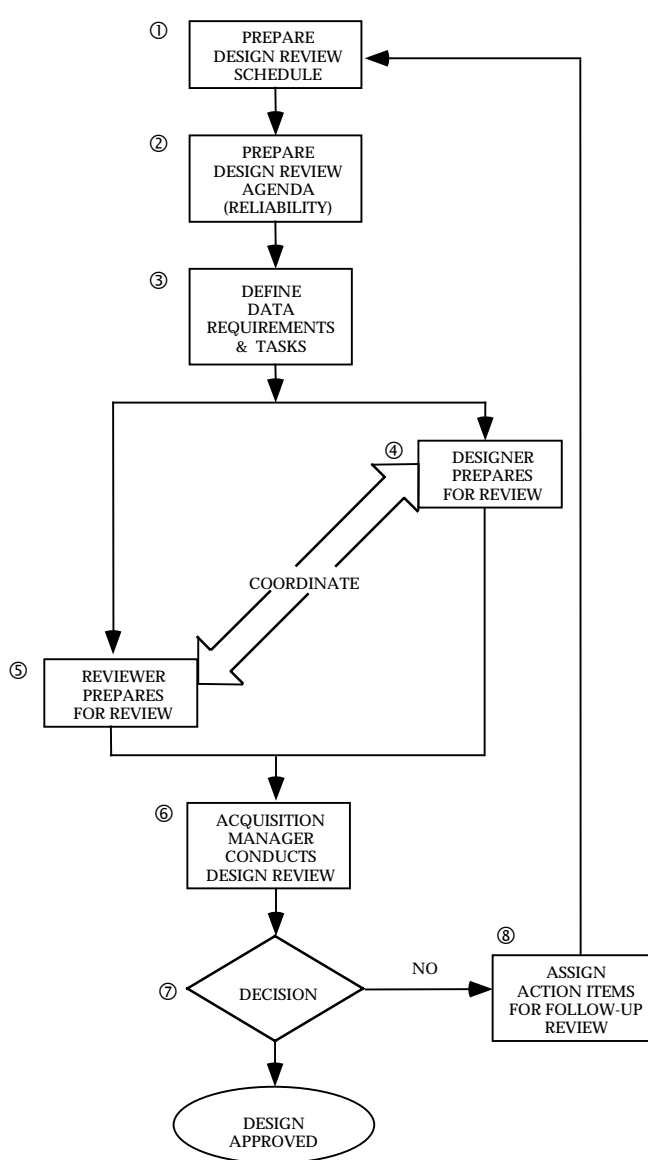 ①
PREPARE
DESIGN REVIEW
SCHEDULE
②
PREPARE
DESIGN REVIEW
AGENDA
(RELIABILITY)
③
DEFINE
DATA
REQUIREMENTS
& TASKS
④
DESIGNER
PREPARES
FOR REVIEW
COORDINATE
⑤
REVIEWER
PREPARES
FOR REVIEW
⑥
ACQUISITION
MANAGER
CONDUCTS
DESIGN REVIEW
⑦
DECISION
NO
⑧
ASSIGN
ACTION ITEMS
FOR FOLLOW-UP
REVIEW
DESIGN
APPROVED